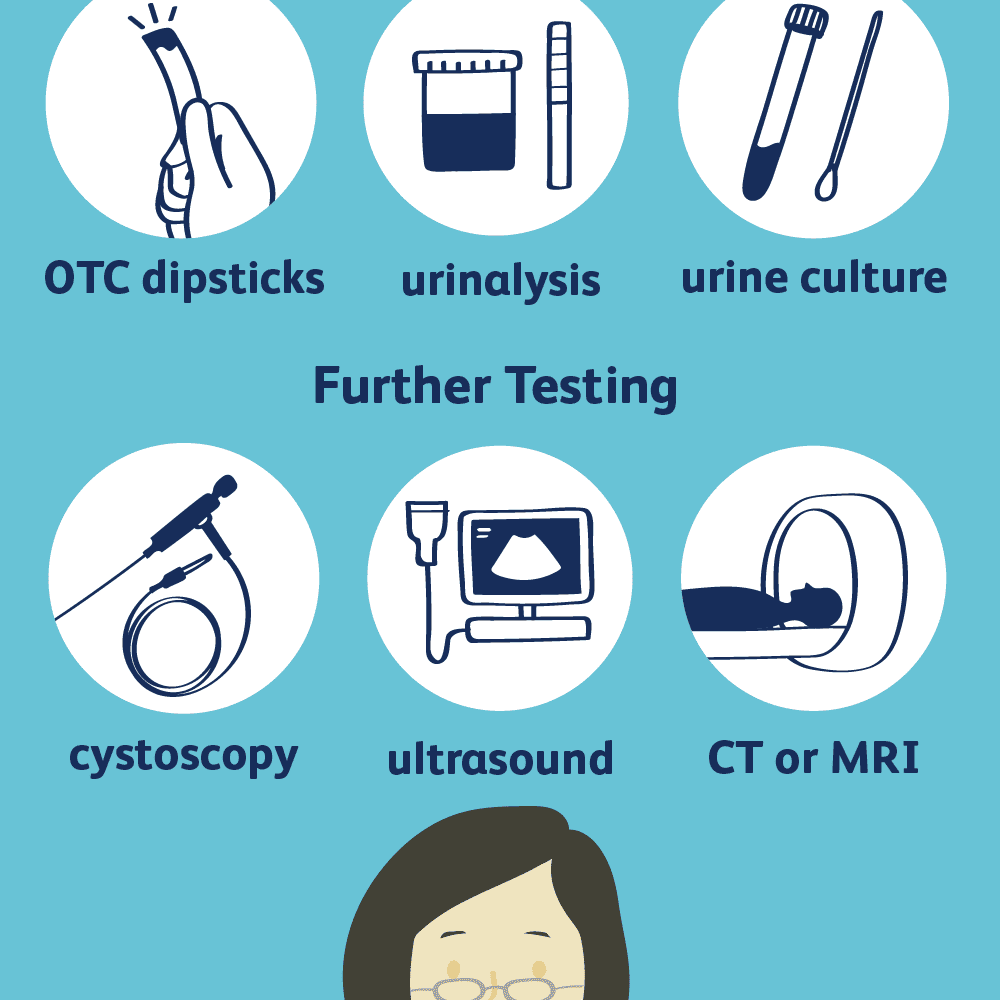 OTC dipsticks
urinalysis
urine culture
Further Testing
cystoscopy
ultrasound
CT or MRI